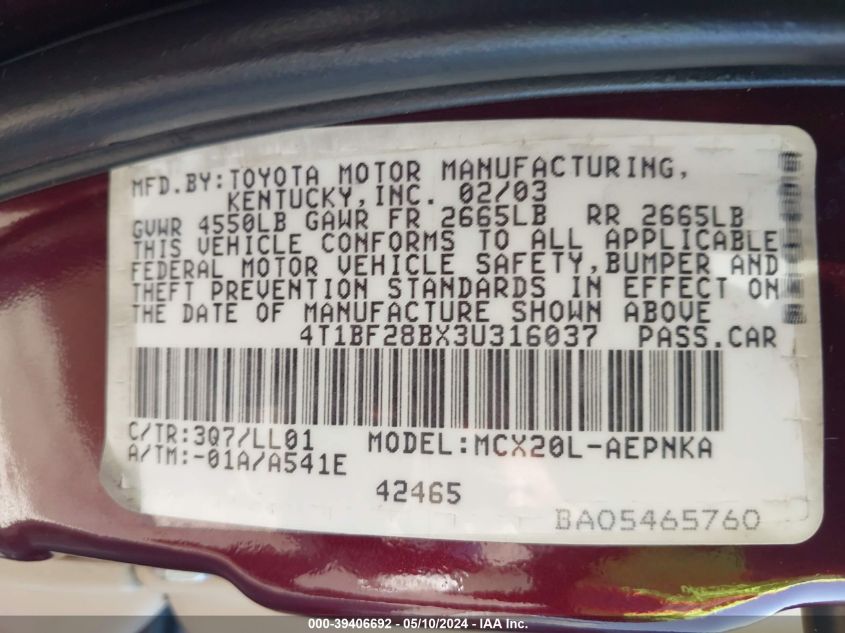 MFD.BY:TOYOTA MOTOR MANUFACTURING,
KENTUCKY,INC. 02/03
GVWR 4550LB GAWR FR 2665LB RR 2665LB
THIS VEHICLE CONFORMS TO ALL APPLICABLE
FEDERAL MOTOR VEHICLE SAFETY,BUMPER AND
THEFT PREVENTION STANDARDS IN EFFECT ON
THE DATE OF MANUFACTURE SHOWN ABOVE
4T1BF28BX3U316037 PASS.CAR
C/TR:3Q7/LL01 MODEL:MCX20L-AEPNKA
A/TM:-01A/A541E
42465
BA05465760
000-39406692 - 05/10/2024 - IAA Inc.